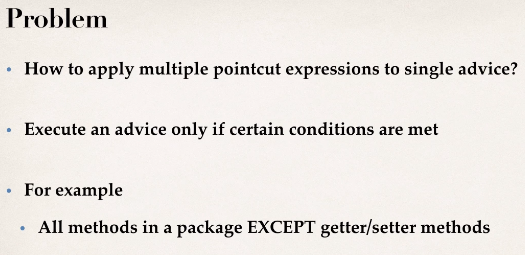 Problem
How to apply multiple pointcut expressions to single advice?
Execute an advice only if certain conditions are met
For example
All methods in a package EXCEPT getter/setter methods